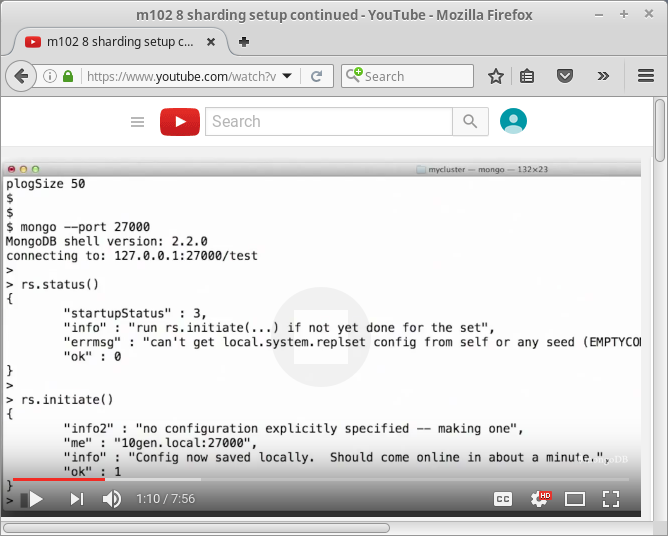 m102 8 sharding setup continued - YouTube - Mozilla Firefox
m102 8 sharding setup c...
https://www.youtube.com/watch?v
Search
Search
mycluster — mongo — 132×23
plogSize 50
$
$
$ mongo --port 27000
MongoDB shell version: 2.2.0
connecting to: 127.0.0.1:27000/test
>
> rs.status()
{
"startupStatus" : 3,
"info" : "run rs.initiate(...) if not yet done for the set",
"errmsg" : "can't get local.system.replset config from self or any seed (EMPTYCO
"ok" : 0
}
>
> rs.initiate()
{
"info2" : "no configuration explicitly specified -- making one",
"me" : "10gen.local:27000",
"info" : "Config now saved locally.  Should come online in about a minute.",
"ok" : 1
}
>
1:10 / 7:56
CC
HD